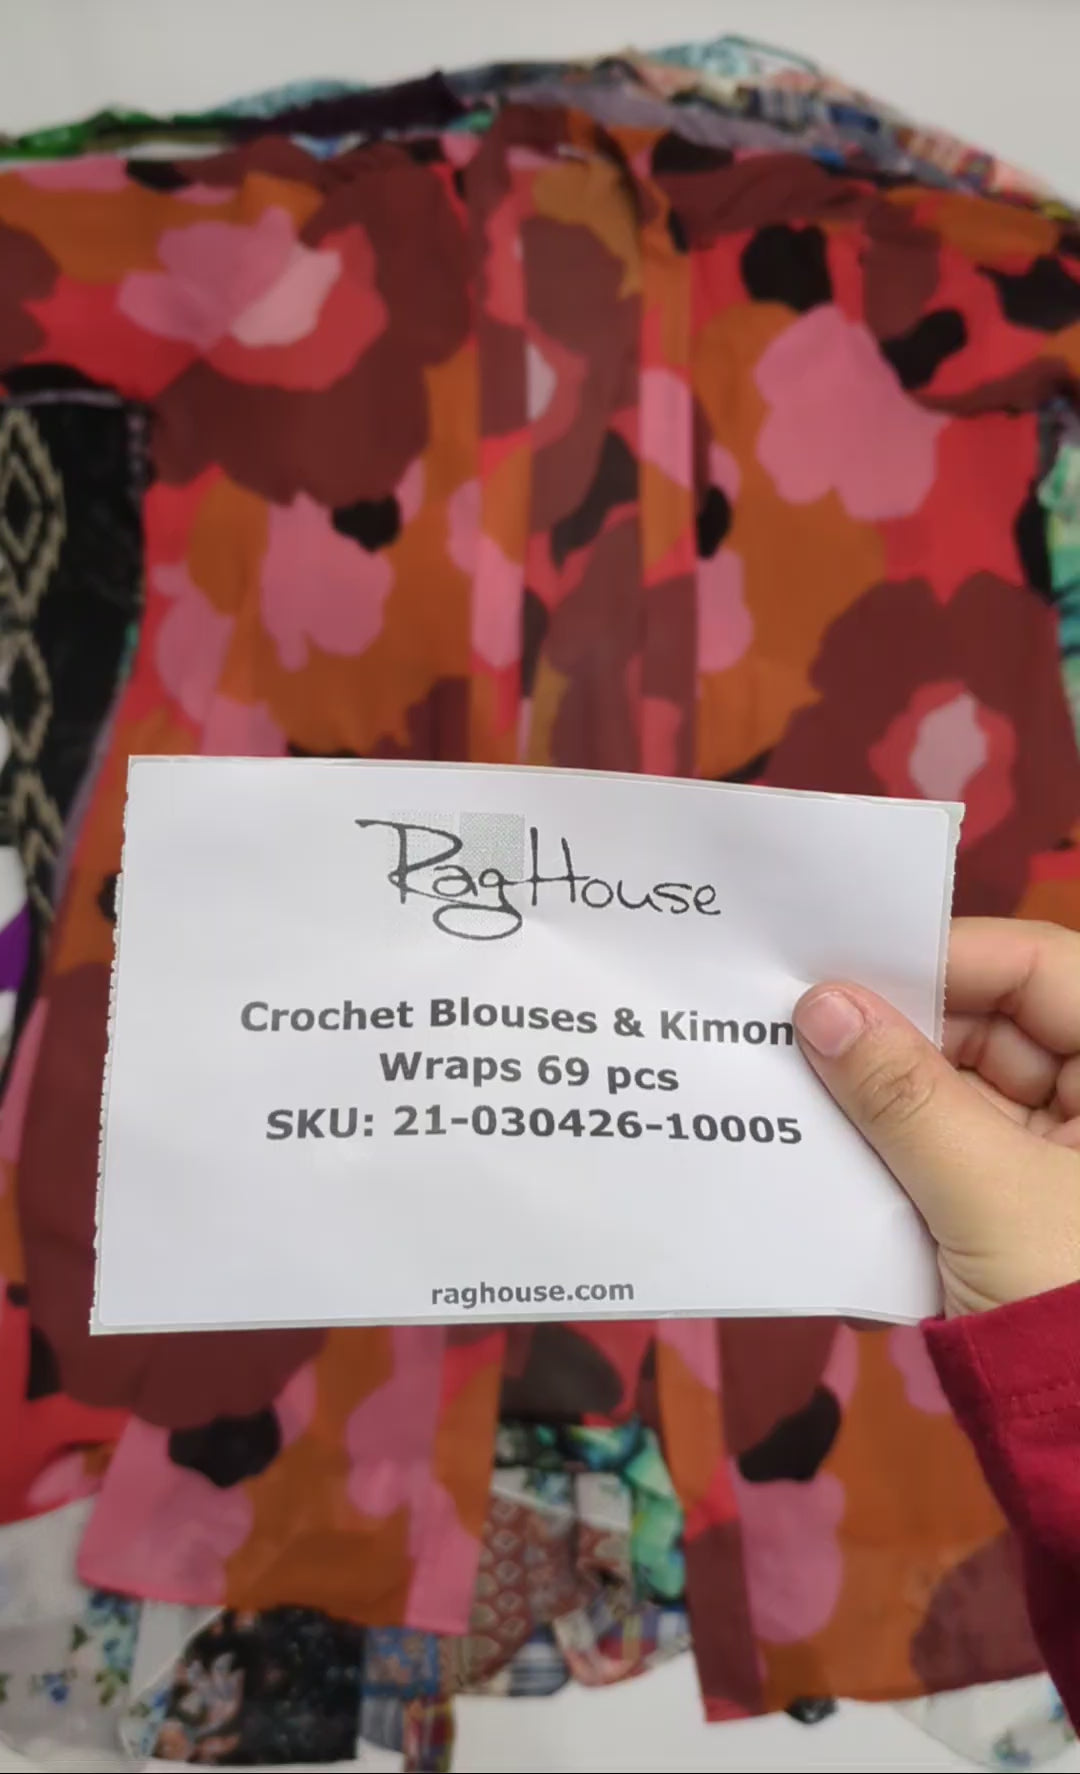 RagHouse
Crochet Blouses & Kimon
Wraps 69 pcs
SKU: 21-030426-10005
raghouse.com